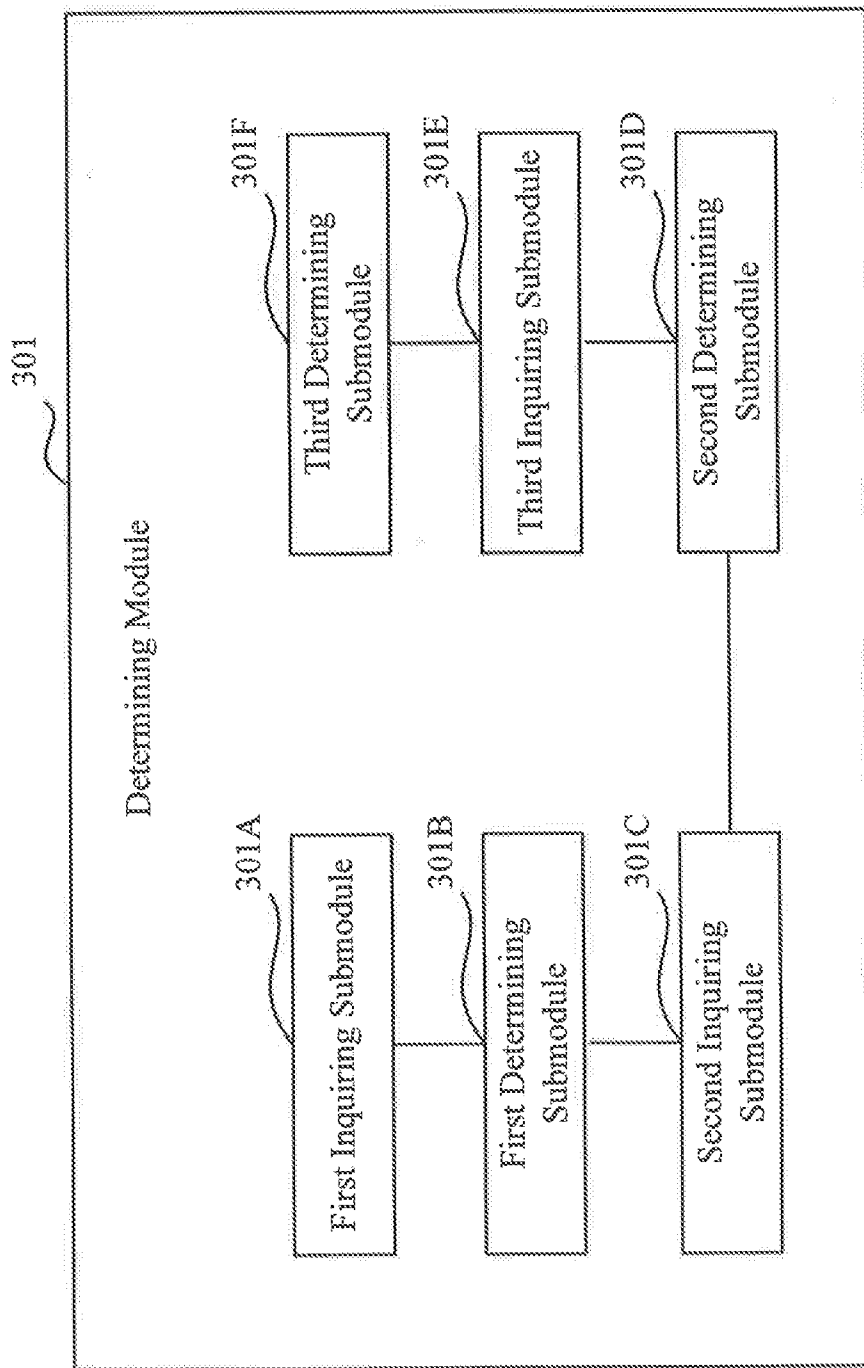 301
Determining Module
301A
First Inquiring Submodule
301B
First Determining
Submodule
301C
Second Inquiring
Submodule
301F
Third Determining
Submodule
301E
Third Inquiring Submodule
301D
Second Determining
Submodule